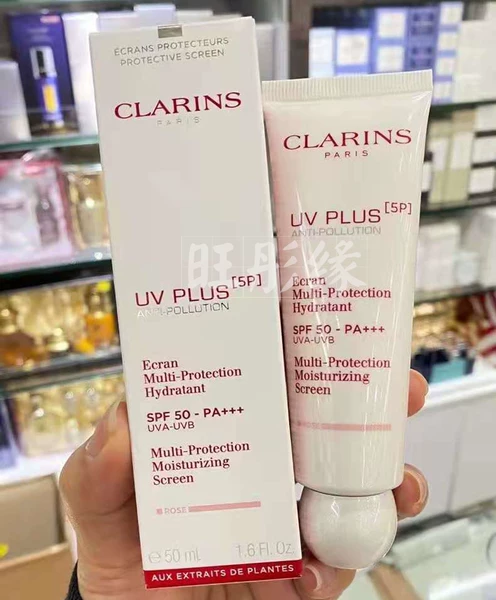 ÉCRANS PROTECTEURS
PROTECTIVE SCREEN
CLARINS
PARIS
UV PLUS [5P]
ANTI-POLLUTION
Ecran
Multi-Protection
Hydratant
SPF 50 - PA+++
UVA-UVB
Multi-Protection
Moisturizing
Screen
ROSE
e 50 mL 1.6 Fl. Oz.
AUX EXTRAITS DE PLANTES
CLARINS
PARIS
UV PLUS [5P]
ANTI-POLLUTION
Ecran
Multi-Protection
Hydratant
SPF 50 - PA+++
UVA-UVB
Multi-Protection
Moisturizing
Screen
ROSE
旺彤缘